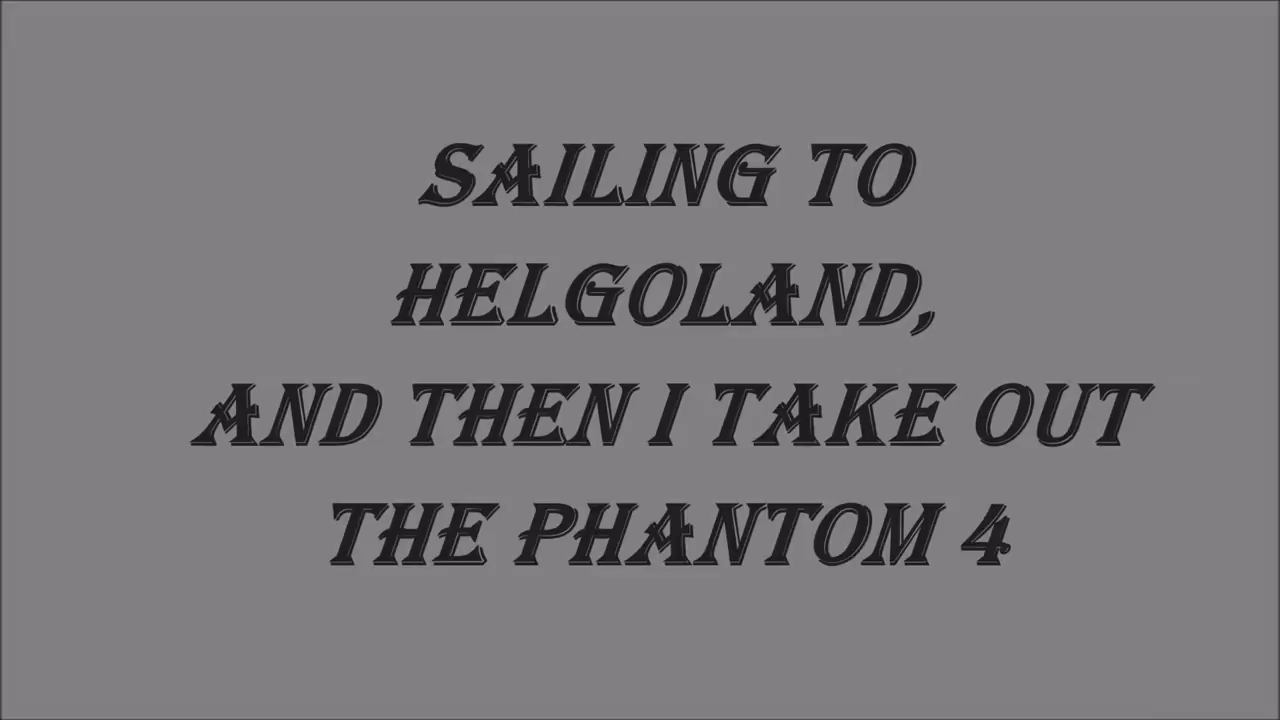 SAILING TO
HELGOLAND,
AND THEN I TAKE OUT
THE PHANTOM 4